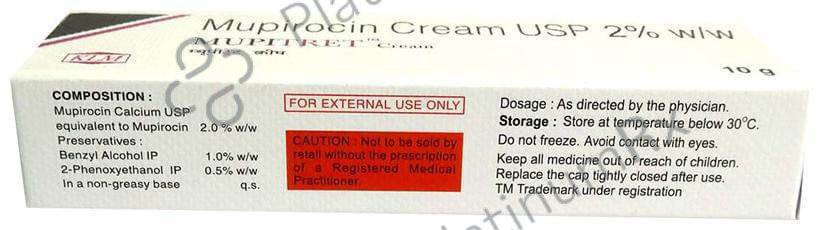 Mupirocin Cream USP 2% w/w
MUPITRET™ Cream
म्यूपीट्रेट क्रीम
KLM
10 g
COMPOSITION :
Mupirocin Calcium USP
equivalent to Mupirocin 2.0 % w/w
Preservatives :
Benzyl Alcohol IP 1.0% w/w
2-Phenoxyethanol IP 0.5% w/w
In a non-greasy base q.s.
FOR EXTERNAL USE ONLY
CAUTION : Not to be sold by
retail without the prescription
of a Registered Medical
Practitioner.
Dosage : As directed by the physician.
Storage : Store at temperature below 30°C.
Do not freeze. Avoid contact with eyes.
Keep all medicine out of reach of children.
Replace the cap tightly closed after use.
TM Trademark under registration
PlatinumRx